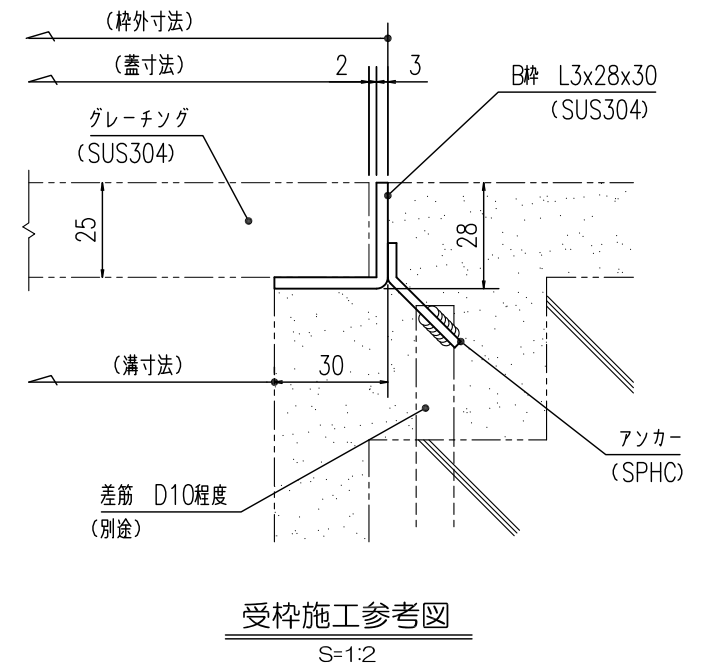 (枠外寸法)
(蓋寸法)
2
3
B枠 L3x28x30
(SUS304)
グレーチング
(SUS304)
25
28
(溝寸法)
30
アンカー
(SPHC)
差筋 D10程度
(別途)
受枠施工参考図
S=1:2